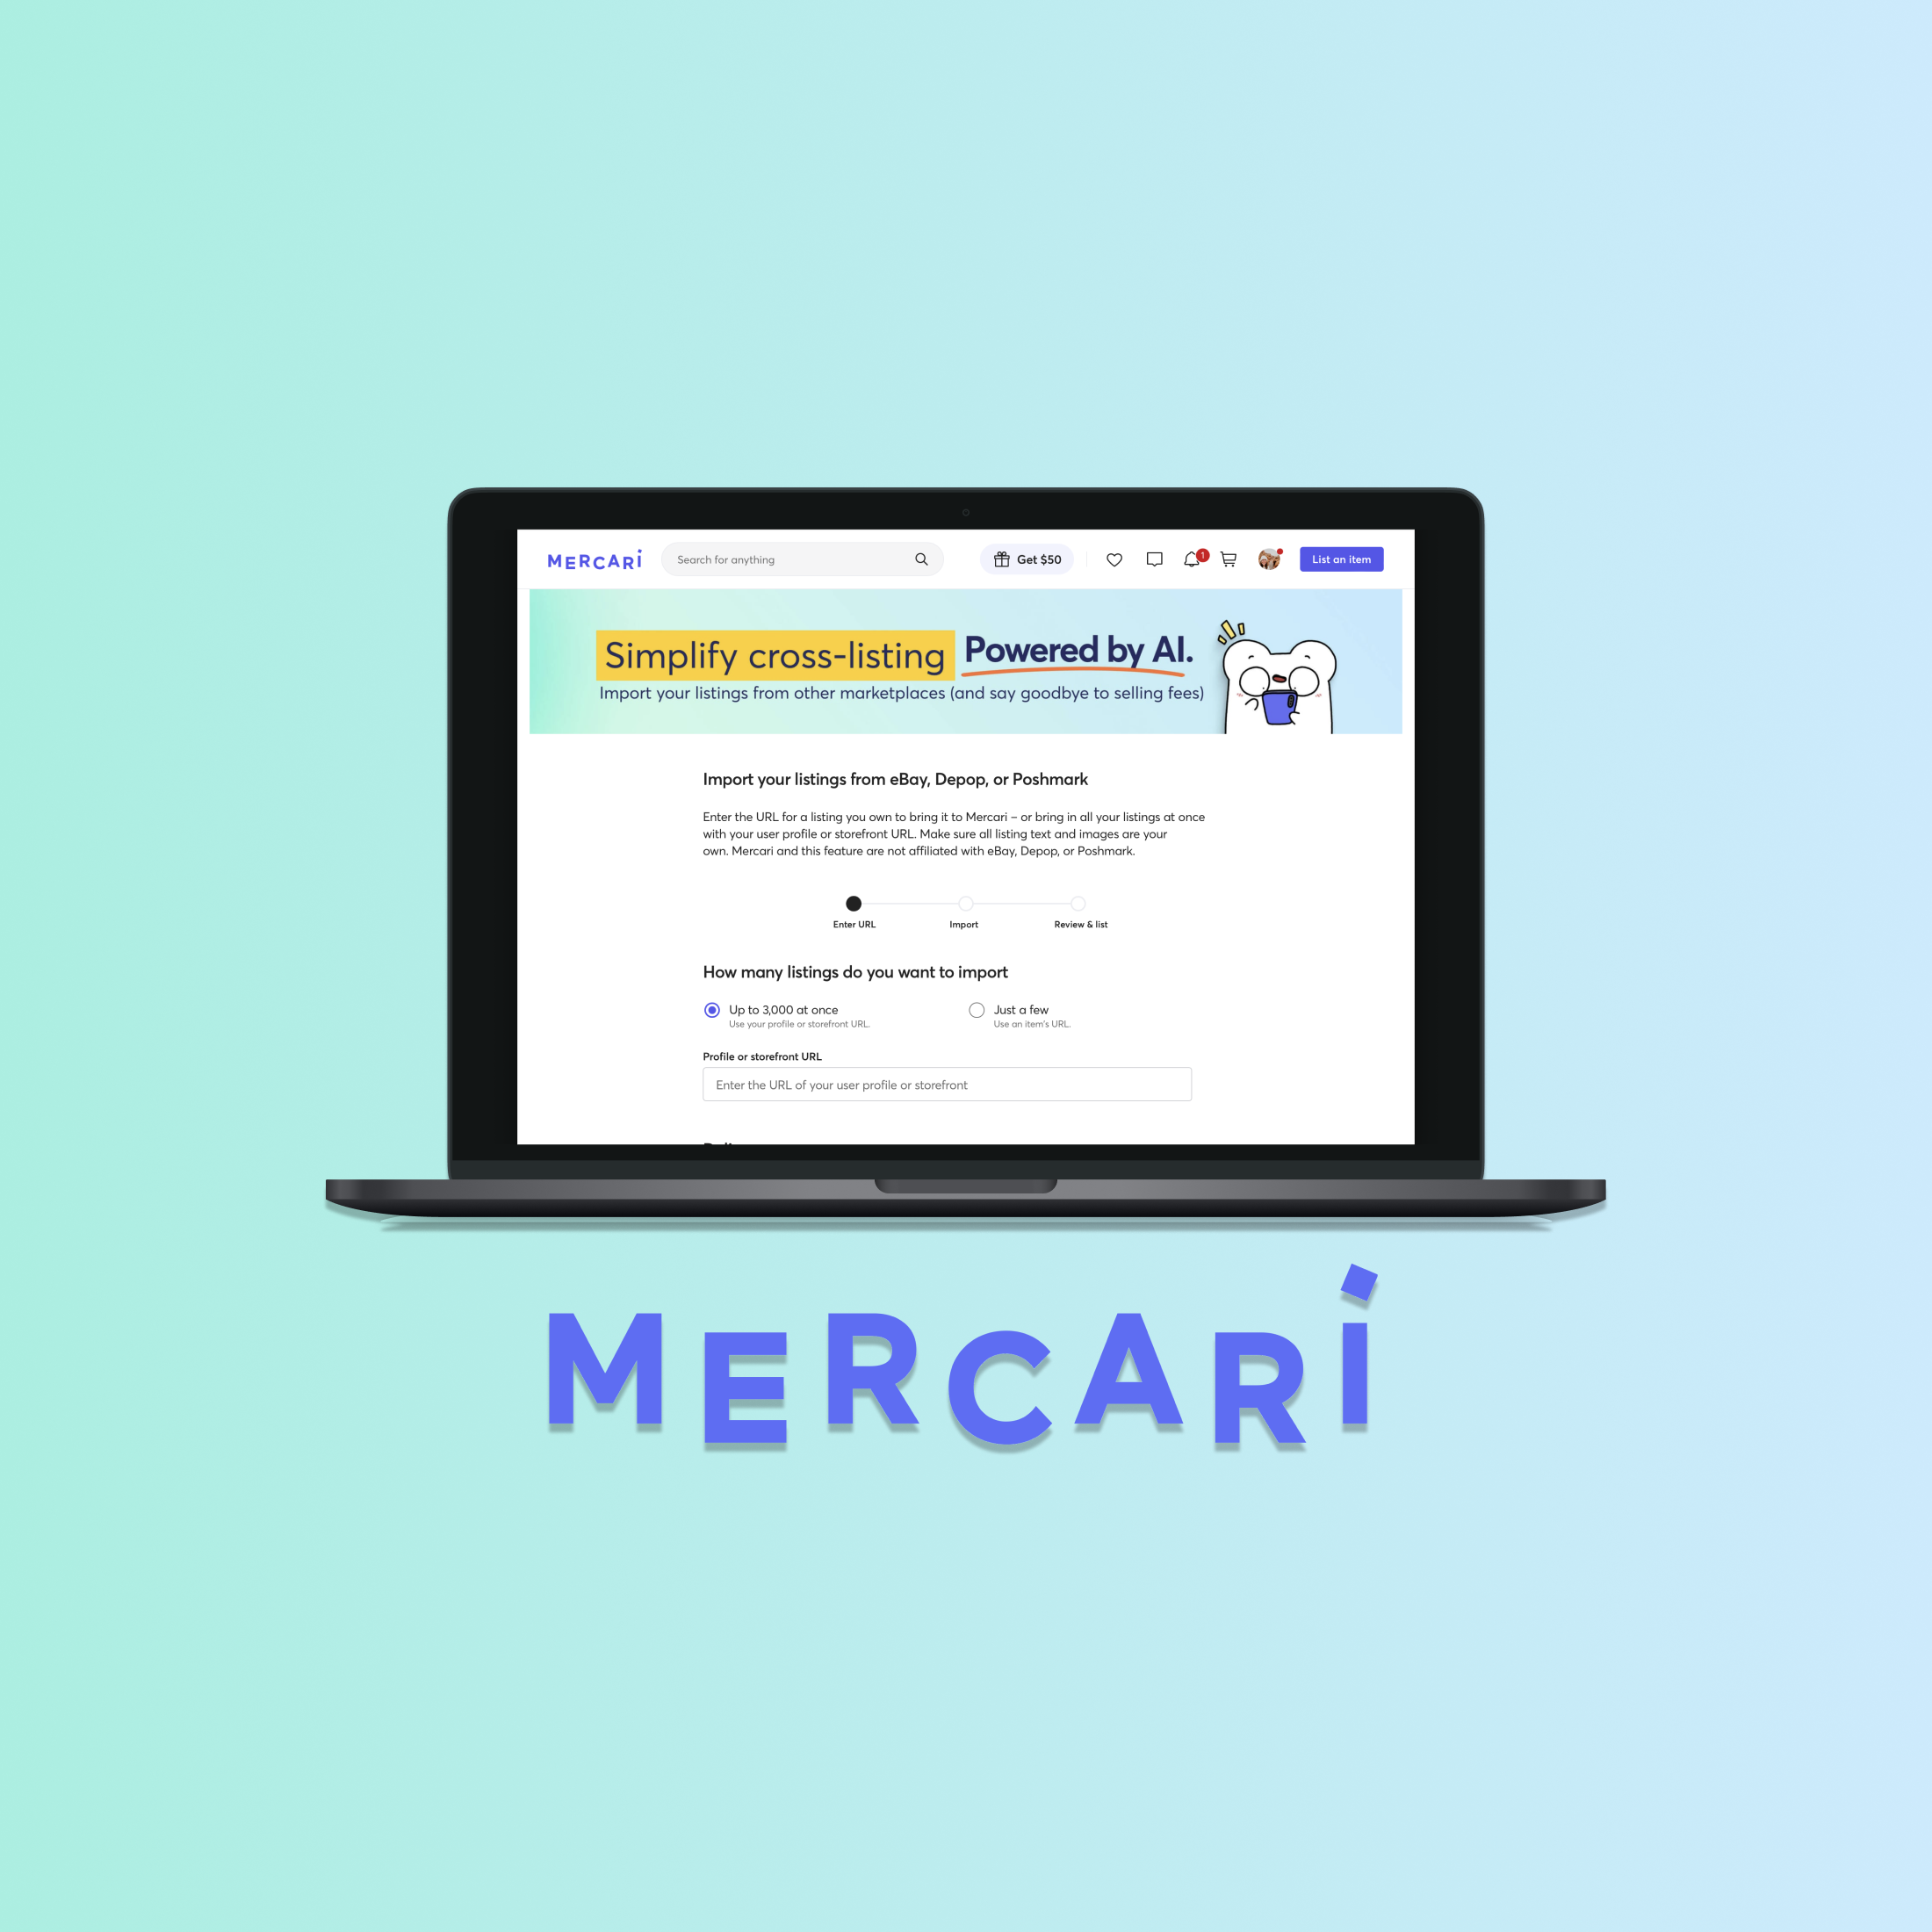 MERCARI
Search for anything
Get $50
1
List an item
Simplify cross-listing Powered by AI.
Import your listings from other marketplaces (and say goodbye to selling fees)
Import your listings from eBay, Depop, or Poshmark
Enter the URL for a listing you own to bring it to Mercari – or bring in all your listings at once
with your user profile or storefront URL. Make sure all listing text and images are your
own. Mercari and this feature are not affiliated with eBay, Depop, or Poshmark.
Enter URL Import Review & list
How many listings do you want to import
Up to 3,000 at once Just a few
Use your profile or storefront URL. Use an item's URL.
Profile or storefront URL
Enter the URL of your user profile or storefront
MERCARI